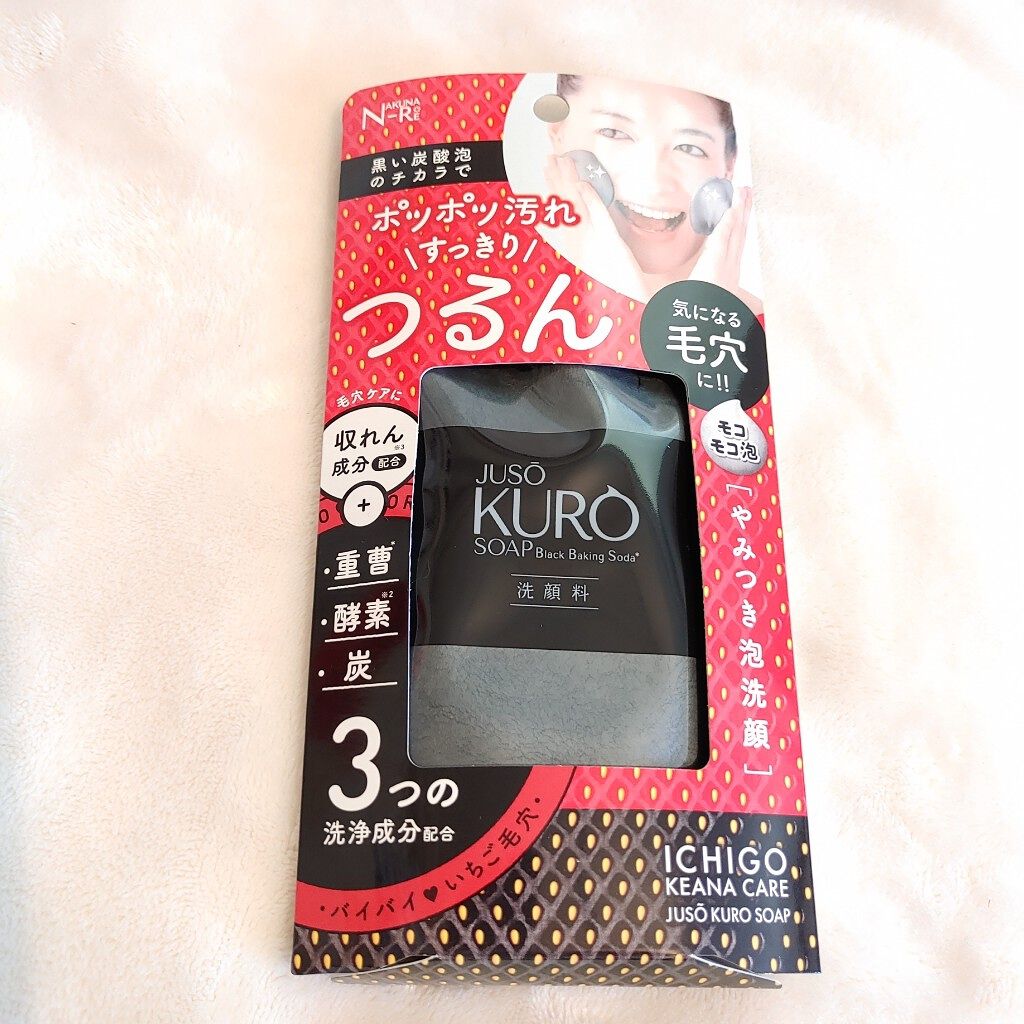 NAKUNA-RE
黒い炭酸泡
のチカラで
ポツポツ汚れ
\すっきり/
つるん
気になる
毛穴
に!!
モコ
モコ泡
[やみつき泡洗顔]
毛穴ケアに
収れん※3
成分 配合
+
・重曹*
・酵素※2
・炭
3つの
洗浄成分配合
・バイバイ♥いちご毛穴・
JUSŌ
KURO
SOAP Black Baking Soda*
洗顔料
ICHIGO
KEANA CARE
JUSŌ KURO SOAP